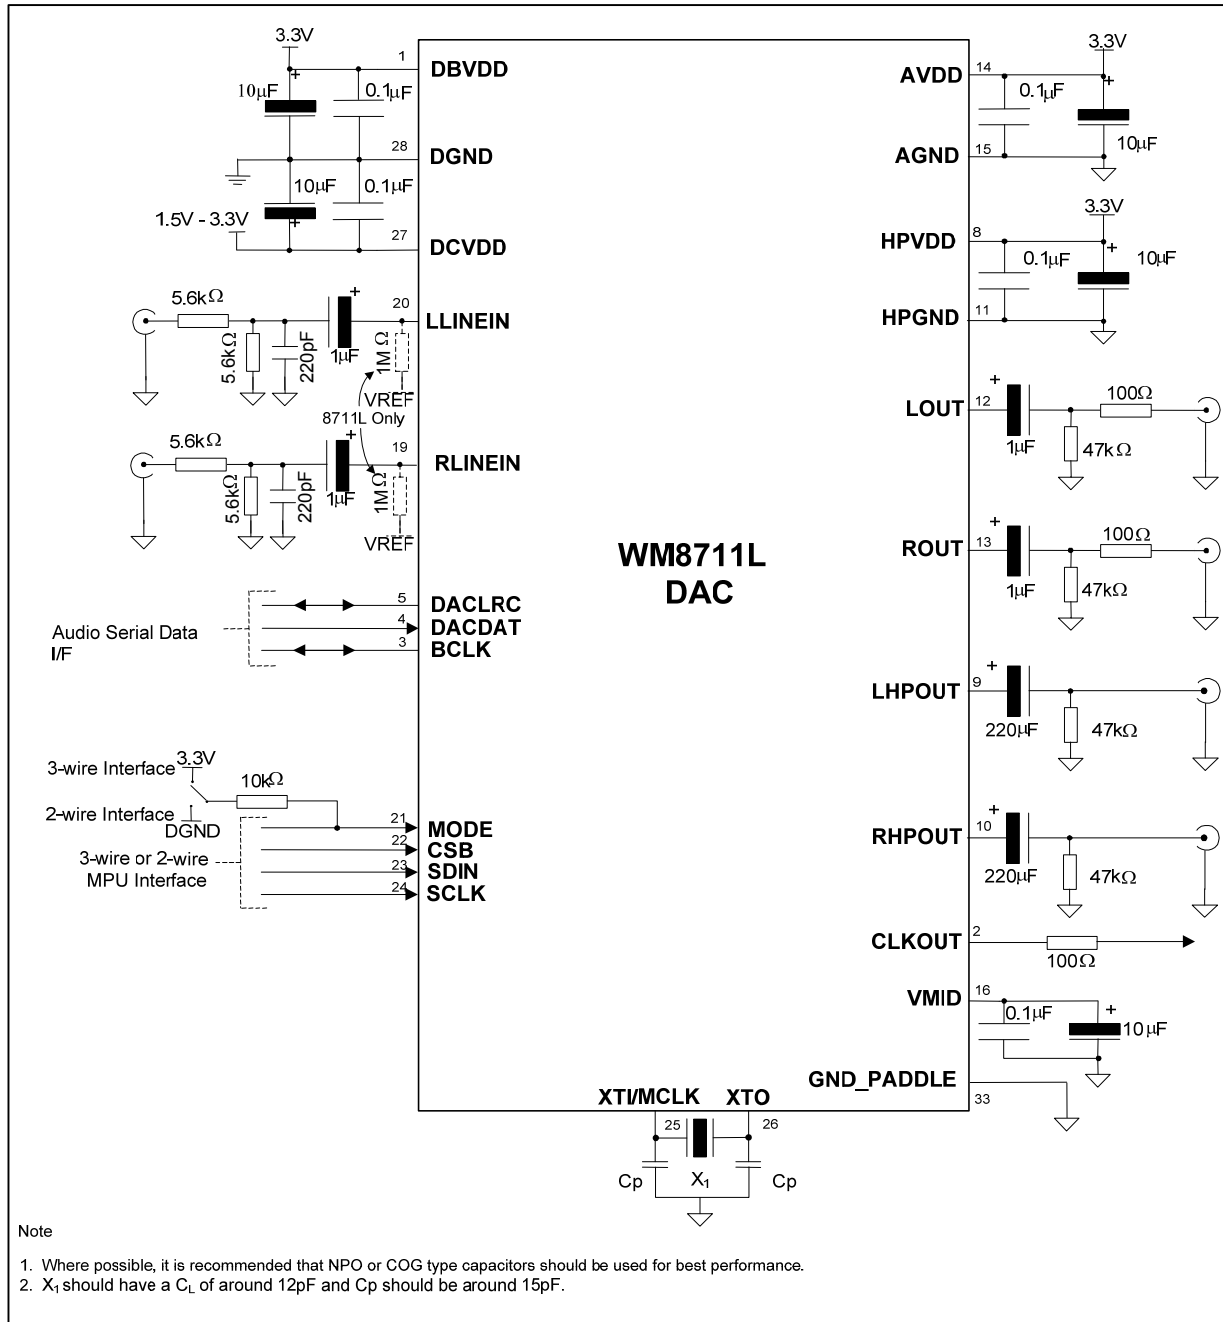 3.3V
1
DBVDD
10µF
0.1µF
28
DGND
10µF
0.1µF
1.5V - 3.3V
27
DCVDD
5.6kΩ
20
LLINEIN
5.6kΩ
220pF
1µF
1MΩ
VREF
8711L Only
5.6kΩ
19
RLINEIN
5.6kΩ
220pF
1µF
1MΩ
VREF
Audio Serial Data
I/F
5
DACLRC
4
DACDAT
3
BCLK
3-wire Interface
3.3V
10kΩ
2-wire Interface
DGND
3-wire or 2-wire
MPU Interface
21
MODE
22
CSB
23
SDIN
24
SCLK
WM8711L
DAC
3.3V
AVDD
14
0.1µF
10µF
AGND
15
3.3V
HPVDD
8
0.1µF
10µF
HPGND
11
LOUT
12
1µF
100Ω
47kΩ
ROUT
13
1µF
100Ω
47kΩ
LHPOUT
9
220µF
47kΩ
RHPOUT
10
220µF
47kΩ
CLKOUT
2
100Ω
VMID
16
0.1µF
10µF
GND_PADDLE
33
XTI/MCLK
XTO
25
26
Cp
X1
Cp
Note
1. Where possible, it is recommended that NPO or COG type capacitors should be used for best performance.
2. X1 should have a CL of around 12pF and Cp should be around 15pF.